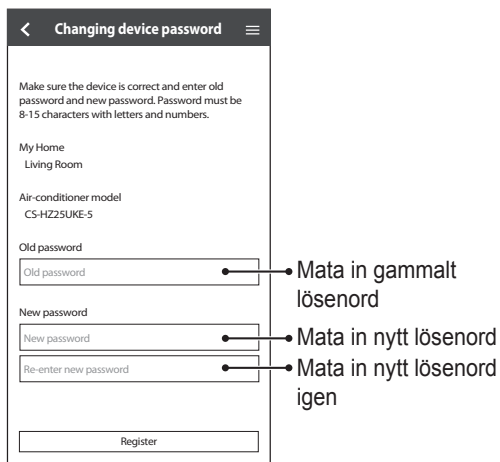 Changing device password
Make sure the device is correct and enter old
password and new password. Password must be
8-15 characters with letters and numbers.
My Home
Living Room
Air-conditioner model
CS-HZ25UKE-5
Old password
Old password
Mata in gammalt
lösenord
New password
New password
Mata in nytt lösenord
Re-enter new password
Mata in nytt lösenord
igen
Register